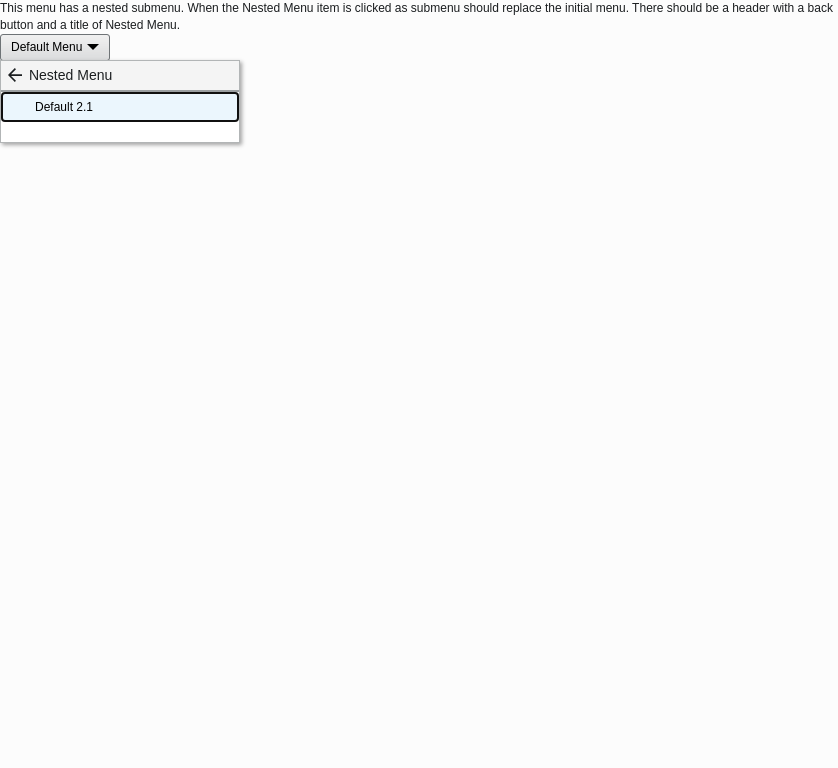 This menu has a nested submenu. When the Nested Menu item is clicked as submenu should replace the initial menu. There should be a header with a back
button and a title of Nested Menu.
Default Menu
Nested Menu
Default 2.1